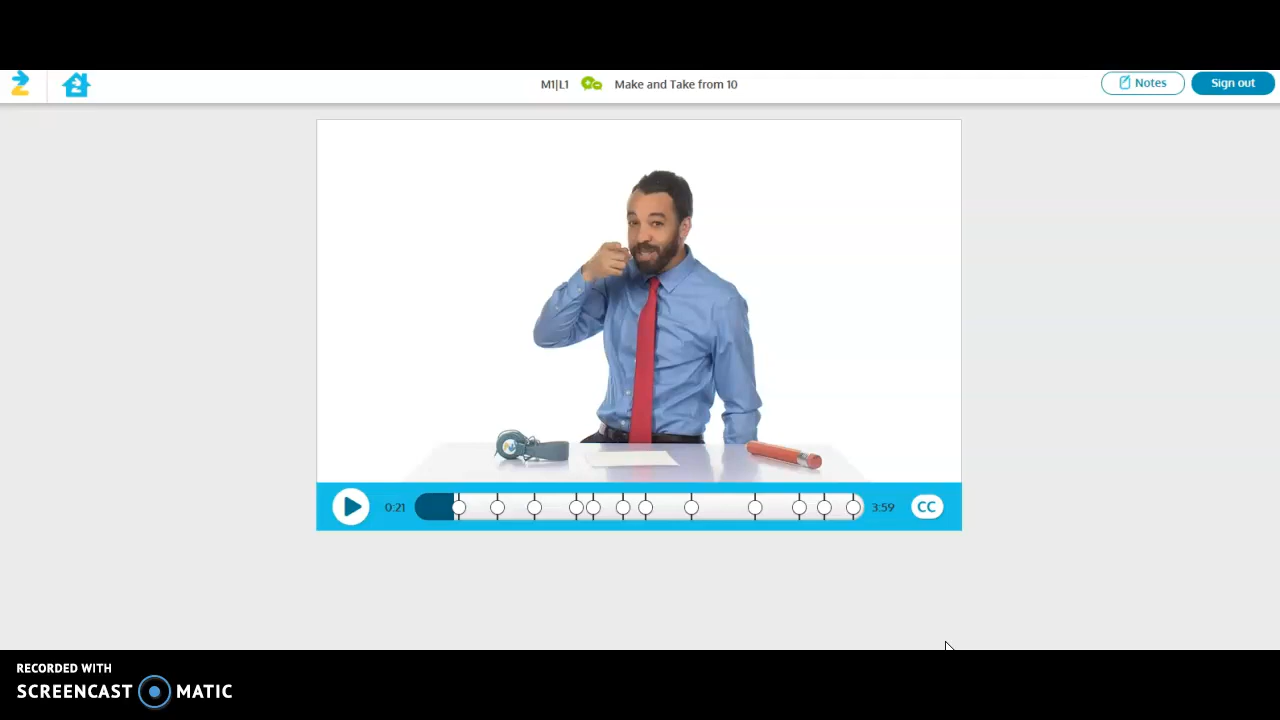 M1|L1 Make and Take from 10
Notes
Sign out
0:21
3:59
CC
RECORDED WITH
SCREENCAST MATIC